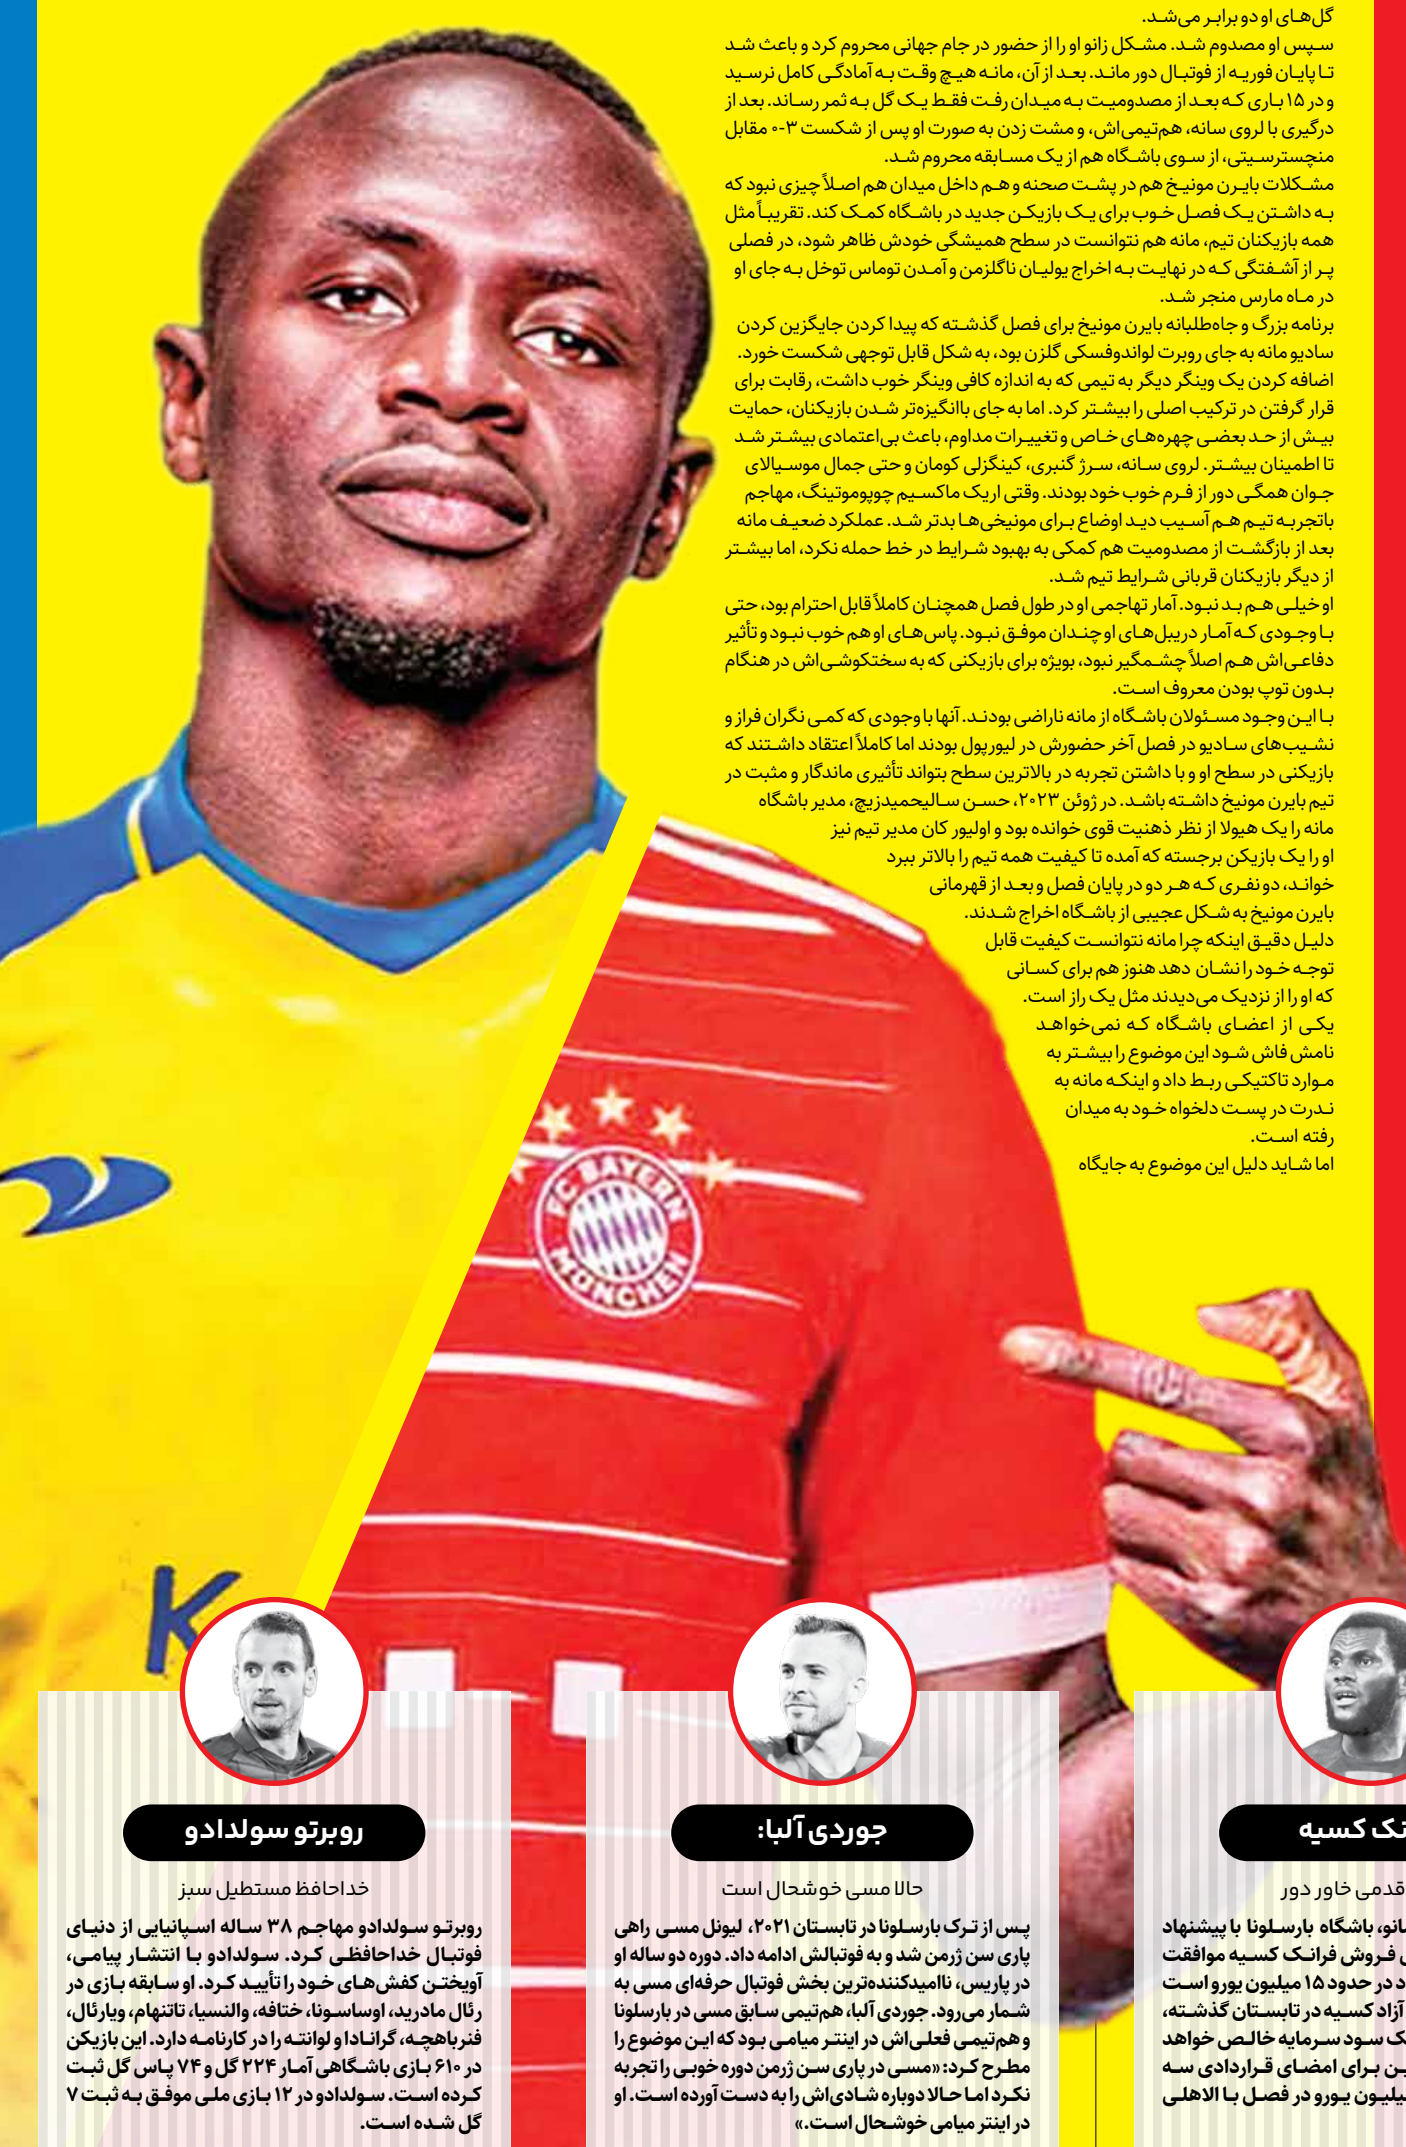 گل‌های او دو برابر می‌شد.
سپس او مصدوم شد. مشکل زانو او را از حضور در جام جهانی محروم کرد و باعث شد
تا پایان فوریه از فوتبال دور ماند. بعد از آن، مانه هیچ وقت به آمادگی کامل نرسید
و در ۱۵ باری که بعد از مصدومیت به میدان رفت فقط یک گل به ثمر رساند. بعد از
درگیری با لروی سانه، هم‌تیمی‌اش، و مشت زدن به صورت او پس از شکست ۳-۰ مقابل
منچسترسیتی، از سوی باشگاه هم از یک مسابقه محروم شد.
مشکلات بایرن مونیخ هم در پشت صحنه و هم داخل میدان هم اصلاً چیزی نبود که
به داشتن یک فصل خوب برای یک بازیکن جدید در باشگاه کمک کند. تقریباً مثل
همه بازیکنان تیم، مانه هم نتوانست در سطح همیشگی خودش ظاهر شود، در فصلی
پر از آشفتگی که در نهایت به اخراج یولیان ناگلزمن و آمدن توماس توخل به جای او
در ماه مارس منجر شد.
برنامه بزرگ و جاه‌طلبانه بایرن مونیخ برای فصل گذشته که پیدا کردن جایگزین کردن
سادیو مانه به جای روبرت لواندوفسکی گلزن بود، به شکل قابل توجهی شکست خورد.
اضافه کردن یک وینگر دیگر به تیمی که به اندازه کافی وینگر خوب داشت، رقابت برای
قرار گرفتن در ترکیب اصلی را بیشتر کرد. اما به جای باانگیزه‌تر شدن بازیکنان، حمایت
بیش از حد بعضی چهره‌های خاص و تغییرات مداوم، باعث بی‌اعتمادی بیشتر شد
تا اطمینان بیشتر. لروی سانه، سرژ گنبری، کینگزلی کومان و حتی جمال موسیالای
جوان همگی دور از فرم خوب خود بودند. وقتی اریک ماکسیم چوپوموتینگ، مهاجم
باتجربه تیم هم آسیب دید اوضاع برای مونیخی‌ها بدتر شد. عملکرد ضعیف مانه
بعد از بازگشت از مصدومیت هم کمکی به بهبود شرایط در خط حمله نکرد، اما بیشتر
از دیگر بازیکنان قربانی شرایط تیم شد.
او خیلی هم بد نبود. آمار تهاجمی او در طول فصل همچنان کاملاً قابل احترام بود، حتی
با وجودی که آمار دریبل‌های او چندان موفق نبود. پاس‌های او هم خوب نبود و تأثیر
دفاعی‌اش هم اصلاً چشمگیر نبود، بویژه برای بازیکنی که به سختکوشی‌اش در هنگام
بدون توپ بودن معروف است.
با این وجود مسئولان باشگاه از مانه ناراضی بودند. آنها با وجودی که کمی نگران فراز و
نشیب‌های سادیو در فصل آخر حضورش در لیورپول بودند اما کاملاً اعتقاد داشتند که
بازیکنی در سطح او و با داشتن تجربه در بالاترین سطح بتواند تأثیری ماندگار و مثبت در
تیم بایرن مونیخ داشته باشد. در ژوئن ۲۰۲۳، حسن سالیحمیدزیچ، مدیر باشگاه
مانه را یک هیولا از نظر ذهنیت قوی خوانده بود و اولیور کان مدیر تیم نیز
او را یک بازیکن برجسته که آمده تا کیفیت همه تیم را بالاتر ببرد
خواند، دو نفری که هر دو در پایان فصل و بعد از قهرمانی
بایرن مونیخ به شکل عجیبی از باشگاه اخراج شدند.
دلیل دقیق اینکه چرا مانه نتوانست کیفیت قابل
توجه خود را نشان دهد هنوز هم برای کسانی
که او را از نزدیک می‌دیدند مثل یک راز است.
یکی از اعضای باشگاه که نمی‌خواهد
نامش فاش شود این موضوع را بیشتر به
موارد تاکتیکی ربط داد و اینکه مانه به
ندرت در پست دلخواه خود به میدان
رفته است.
اما شاید دلیل این موضوع به جایگاه
FC BAYERN
MÜNCHEN
K
نک کسیه
قدمی خاور دور
سانو، باشگاه بارسلونا با پیشنهاد
فروش فرانک کسیه موافقت
د در حدود ۱۵ میلیون یورو است
آزاد کسیه در تابستان گذشته،
ک سود سرمایه خالص خواهد
ین برای امضای قراردادی سه
میلیون یورو در فصل با الاهلی
جوردی آلبا:
حالا مسی خوشحال است
پس از ترک بارسلونا در تابستان ۲۰۲۱، لیونل مسی راهی
پاری سن ژرمن شد و به فوتبالش ادامه داد. دوره دو ساله او
در پاریس، ناامیدکننده‌ترین بخش فوتبال حرفه‌ای مسی به
شمار می‌رود. جوردی آلبا، هم‌تیمی سابق مسی در بارسلونا
و هم‌تیمی فعلی‌اش در اینتر میامی بود که این موضوع را
مطرح کرد: «مسی در پاری سن ژرمن دوره خوبی را تجربه
نکرد اما حالا دوباره شادی‌اش را به دست آورده است. او
در اینتر میامی خوشحال است.»
روبرتو سولدادو
خداحافظ مستطیل سبز
روبرتو سولدادو مهاجم ۳۸ ساله اسپانیایی از دنیای
فوتبال خداحافظی کرد. سولدادو با انتشار پیامی،
آویختن کفش‌های خود را تأیید کرد. او سابقه بازی در
رئال مادرید، اوساسونا، ختافه، والنسیا، تاتنهام، ویارئال،
فنرباهچه، گرانادا و لوانته را در کارنامه دارد. این بازیکن
در ۶۱۰ بازی باشگاهی آمار ۲۲۴ گل و ۷۴ پاس گل ثبت
کرده است. سولدادو در ۱۲ بازی ملی موفق به ثبت ۷
گل شده است.